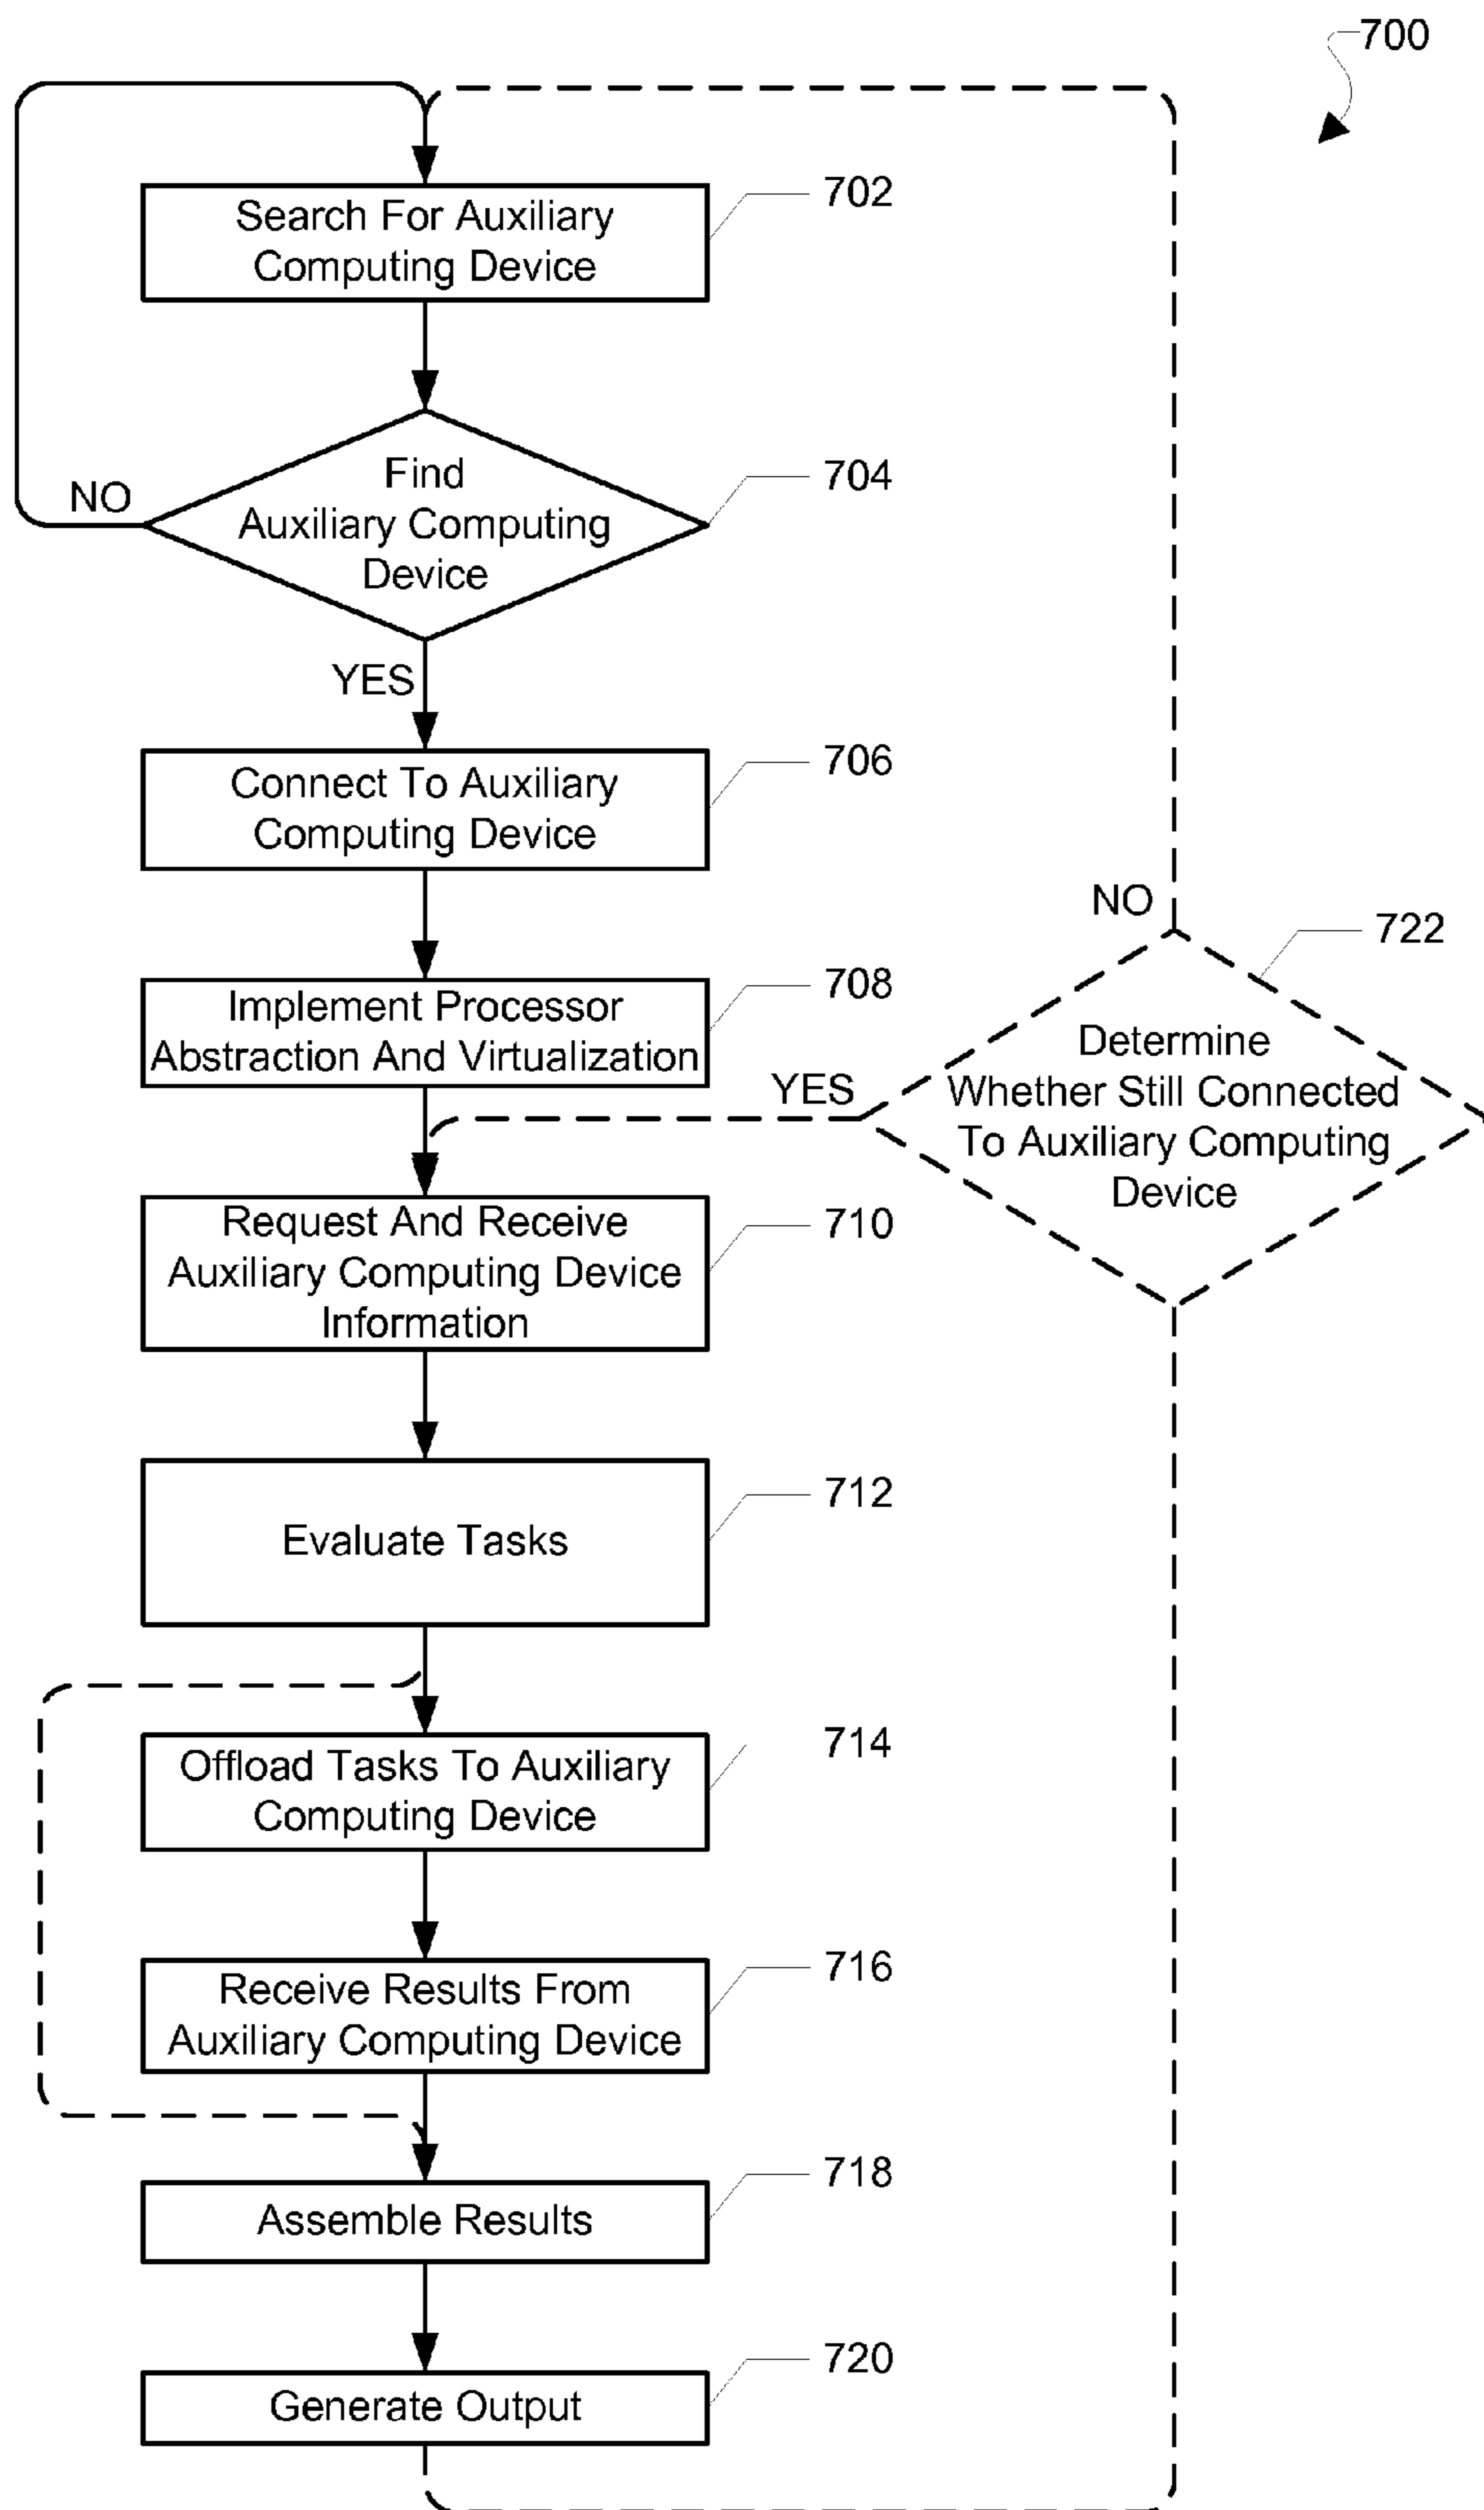 700
702
Search For Auxiliary
Computing Device
704
Find
Auxiliary Computing
Device
NO
YES
706
Connect To Auxiliary
Computing Device
NO
722
708
Implement Processor
Abstraction And Virtualization
Determine
Whether Still Connected
To Auxiliary Computing
Device
YES
710
Request And Receive
Auxiliary Computing Device
Information
712
Evaluate Tasks
714
Offload Tasks To Auxiliary
Computing Device
716
Receive Results From
Auxiliary Computing Device
718
Assemble Results
720
Generate Output